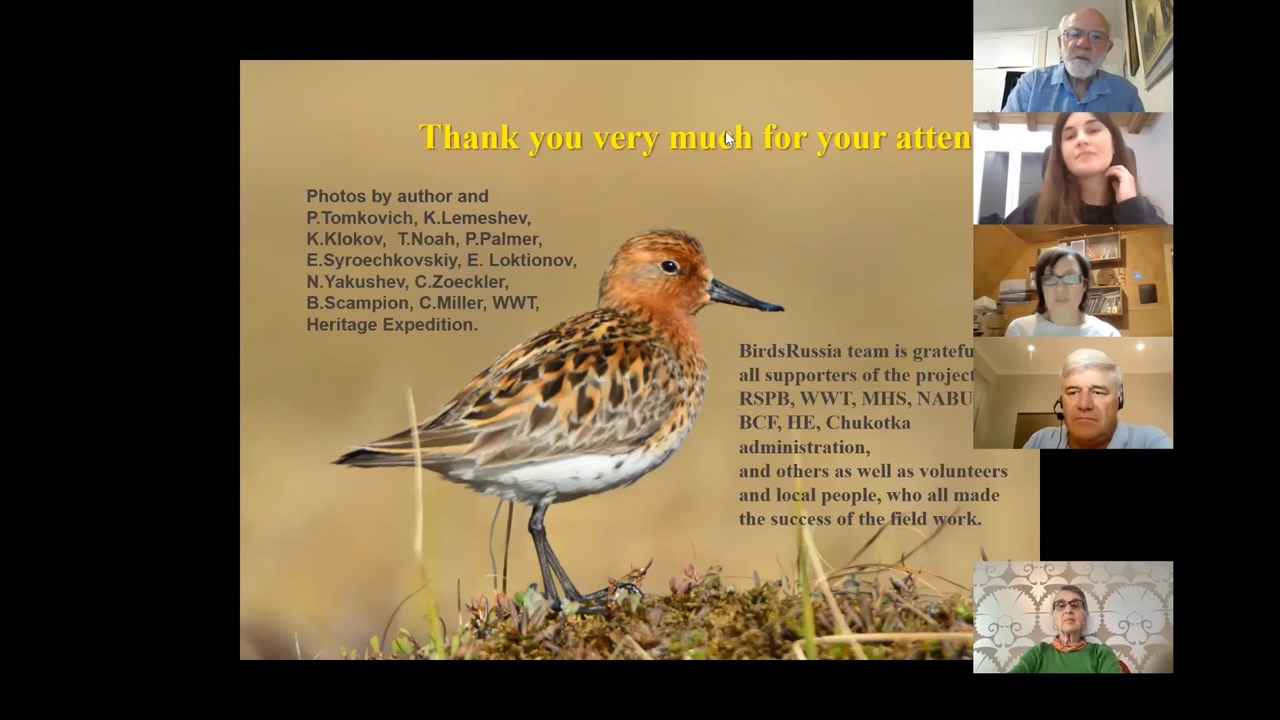 Thank you very much for your atten
Photos by author and
P.Tomkovich, K.Lemeshev,
K.Klokov, T.Noah, P.Palmer,
E.Syroechkovskiy, E. Loktionov,
N.Yakushev, C.Zoeckler,
B.Scampion, C.Miller, WWT,
Heritage Expedition.
BirdsRussia team is gratefu
all supporters of the project
RSPB, WWT, MHS, NABU
BCF, HE, Chukotka
administration,
and others as well as volunteers
and local people, who all made
the success of the field work.